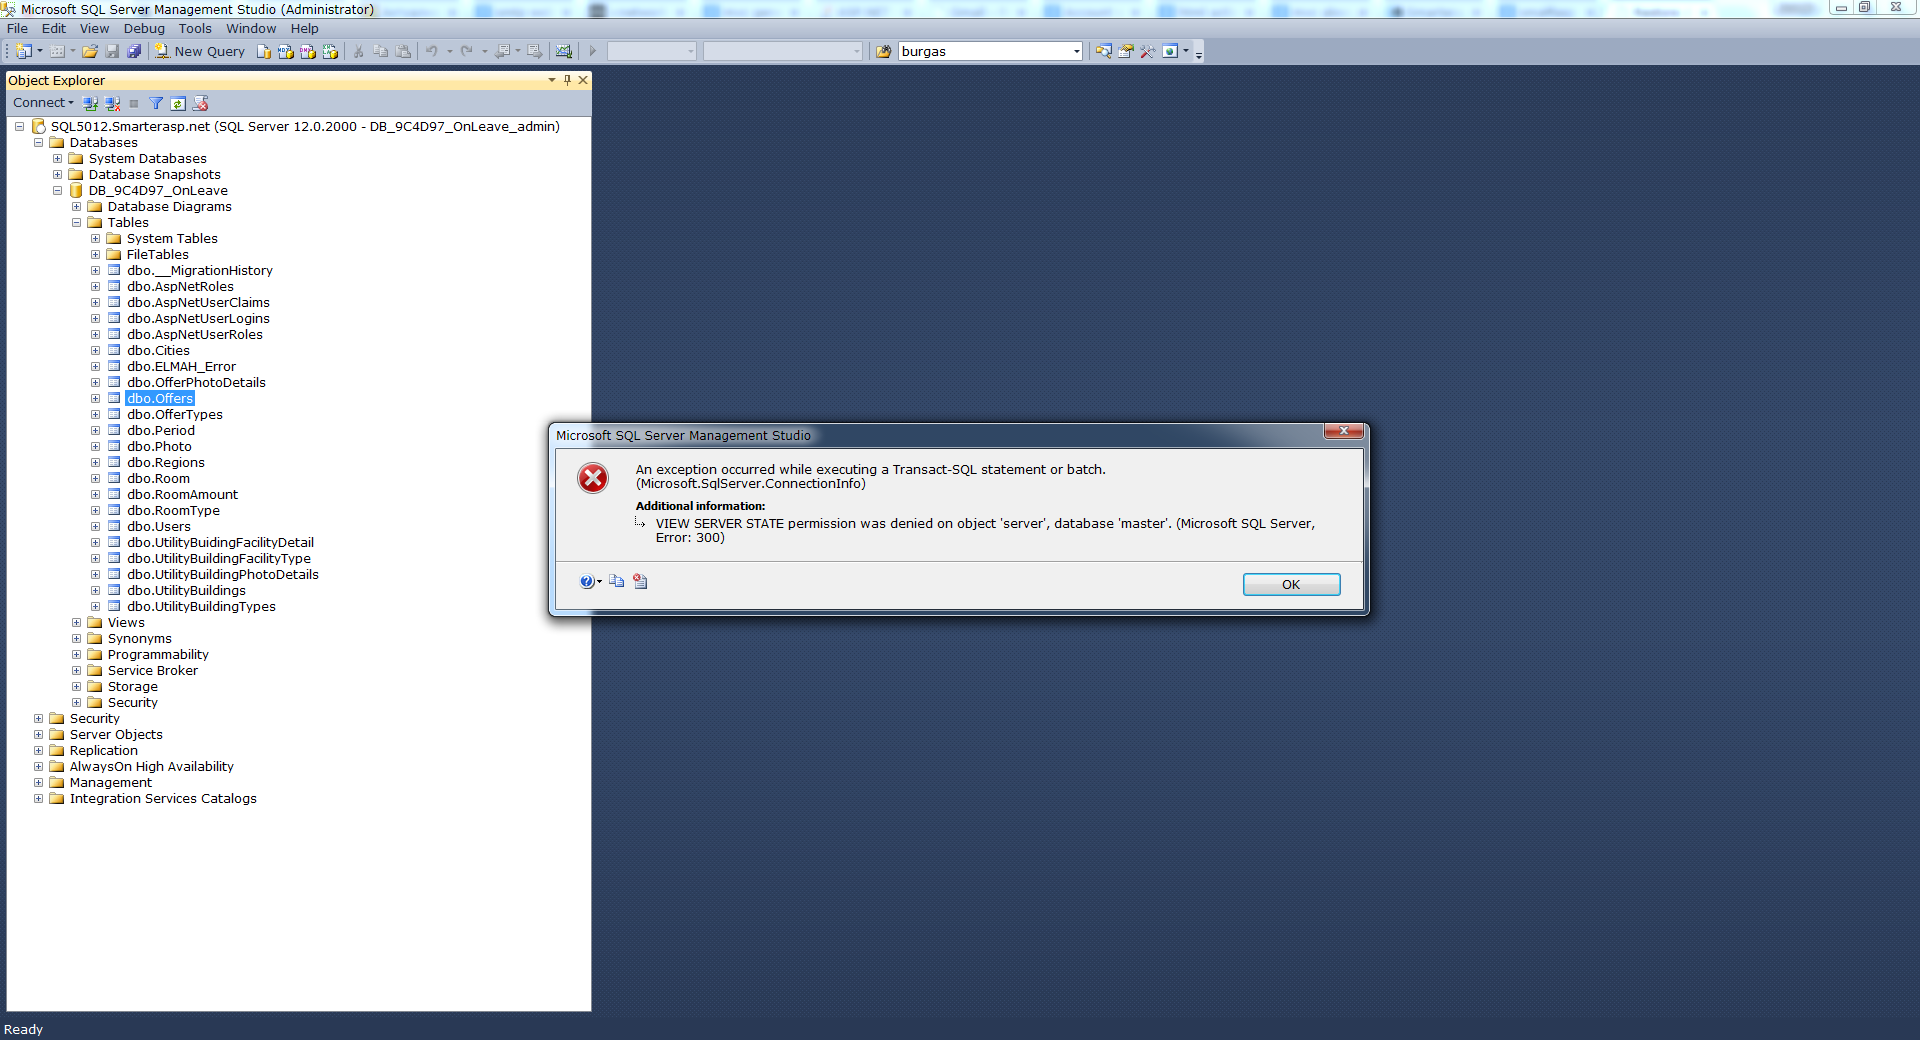 Microsoft SQL Server Management Studio (Administrator)
File Edit View Debug Tools Window Help
New Query
burgas
Object Explorer
Connect
SQL5012.Smarterasp.net (SQL Server 12.0.2000 - DB_9C4D97_OnLeave_admin)
Databases
System Databases
Database Snapshots
DB_9C4D97_OnLeave
Database Diagrams
Tables
System Tables
FileTables
dbo.__MigrationHistory
dbo.AspNetRoles
dbo.AspNetUserClaims
dbo.AspNetUserLogins
dbo.AspNetUserRoles
dbo.Cities
dbo.ELMAH_Error
dbo.OfferPhotoDetails
dbo.Offers
dbo.OfferTypes
dbo.Period
dbo.Photo
dbo.Regions
dbo.Room
dbo.RoomAmount
dbo.RoomType
dbo.Users
dbo.UtilityBuidingFacilityDetail
dbo.UtilityBuildingFacilityType
dbo.UtilityBuildingPhotoDetails
dbo.UtilityBuildings
dbo.UtilityBuildingTypes
Views
Synonyms
Programmability
Service Broker
Storage
Security
Security
Server Objects
Replication
AlwaysOn High Availability
Management
Integration Services Catalogs
Microsoft SQL Server Management Studio
An exception occurred while executing a Transact-SQL statement or batch.
(Microsoft.SqlServer.ConnectionInfo)
Additional information:
VIEW SERVER STATE permission was denied on object 'server', database 'master'. (Microsoft SQL Server,
Error: 300)
OK
Ready